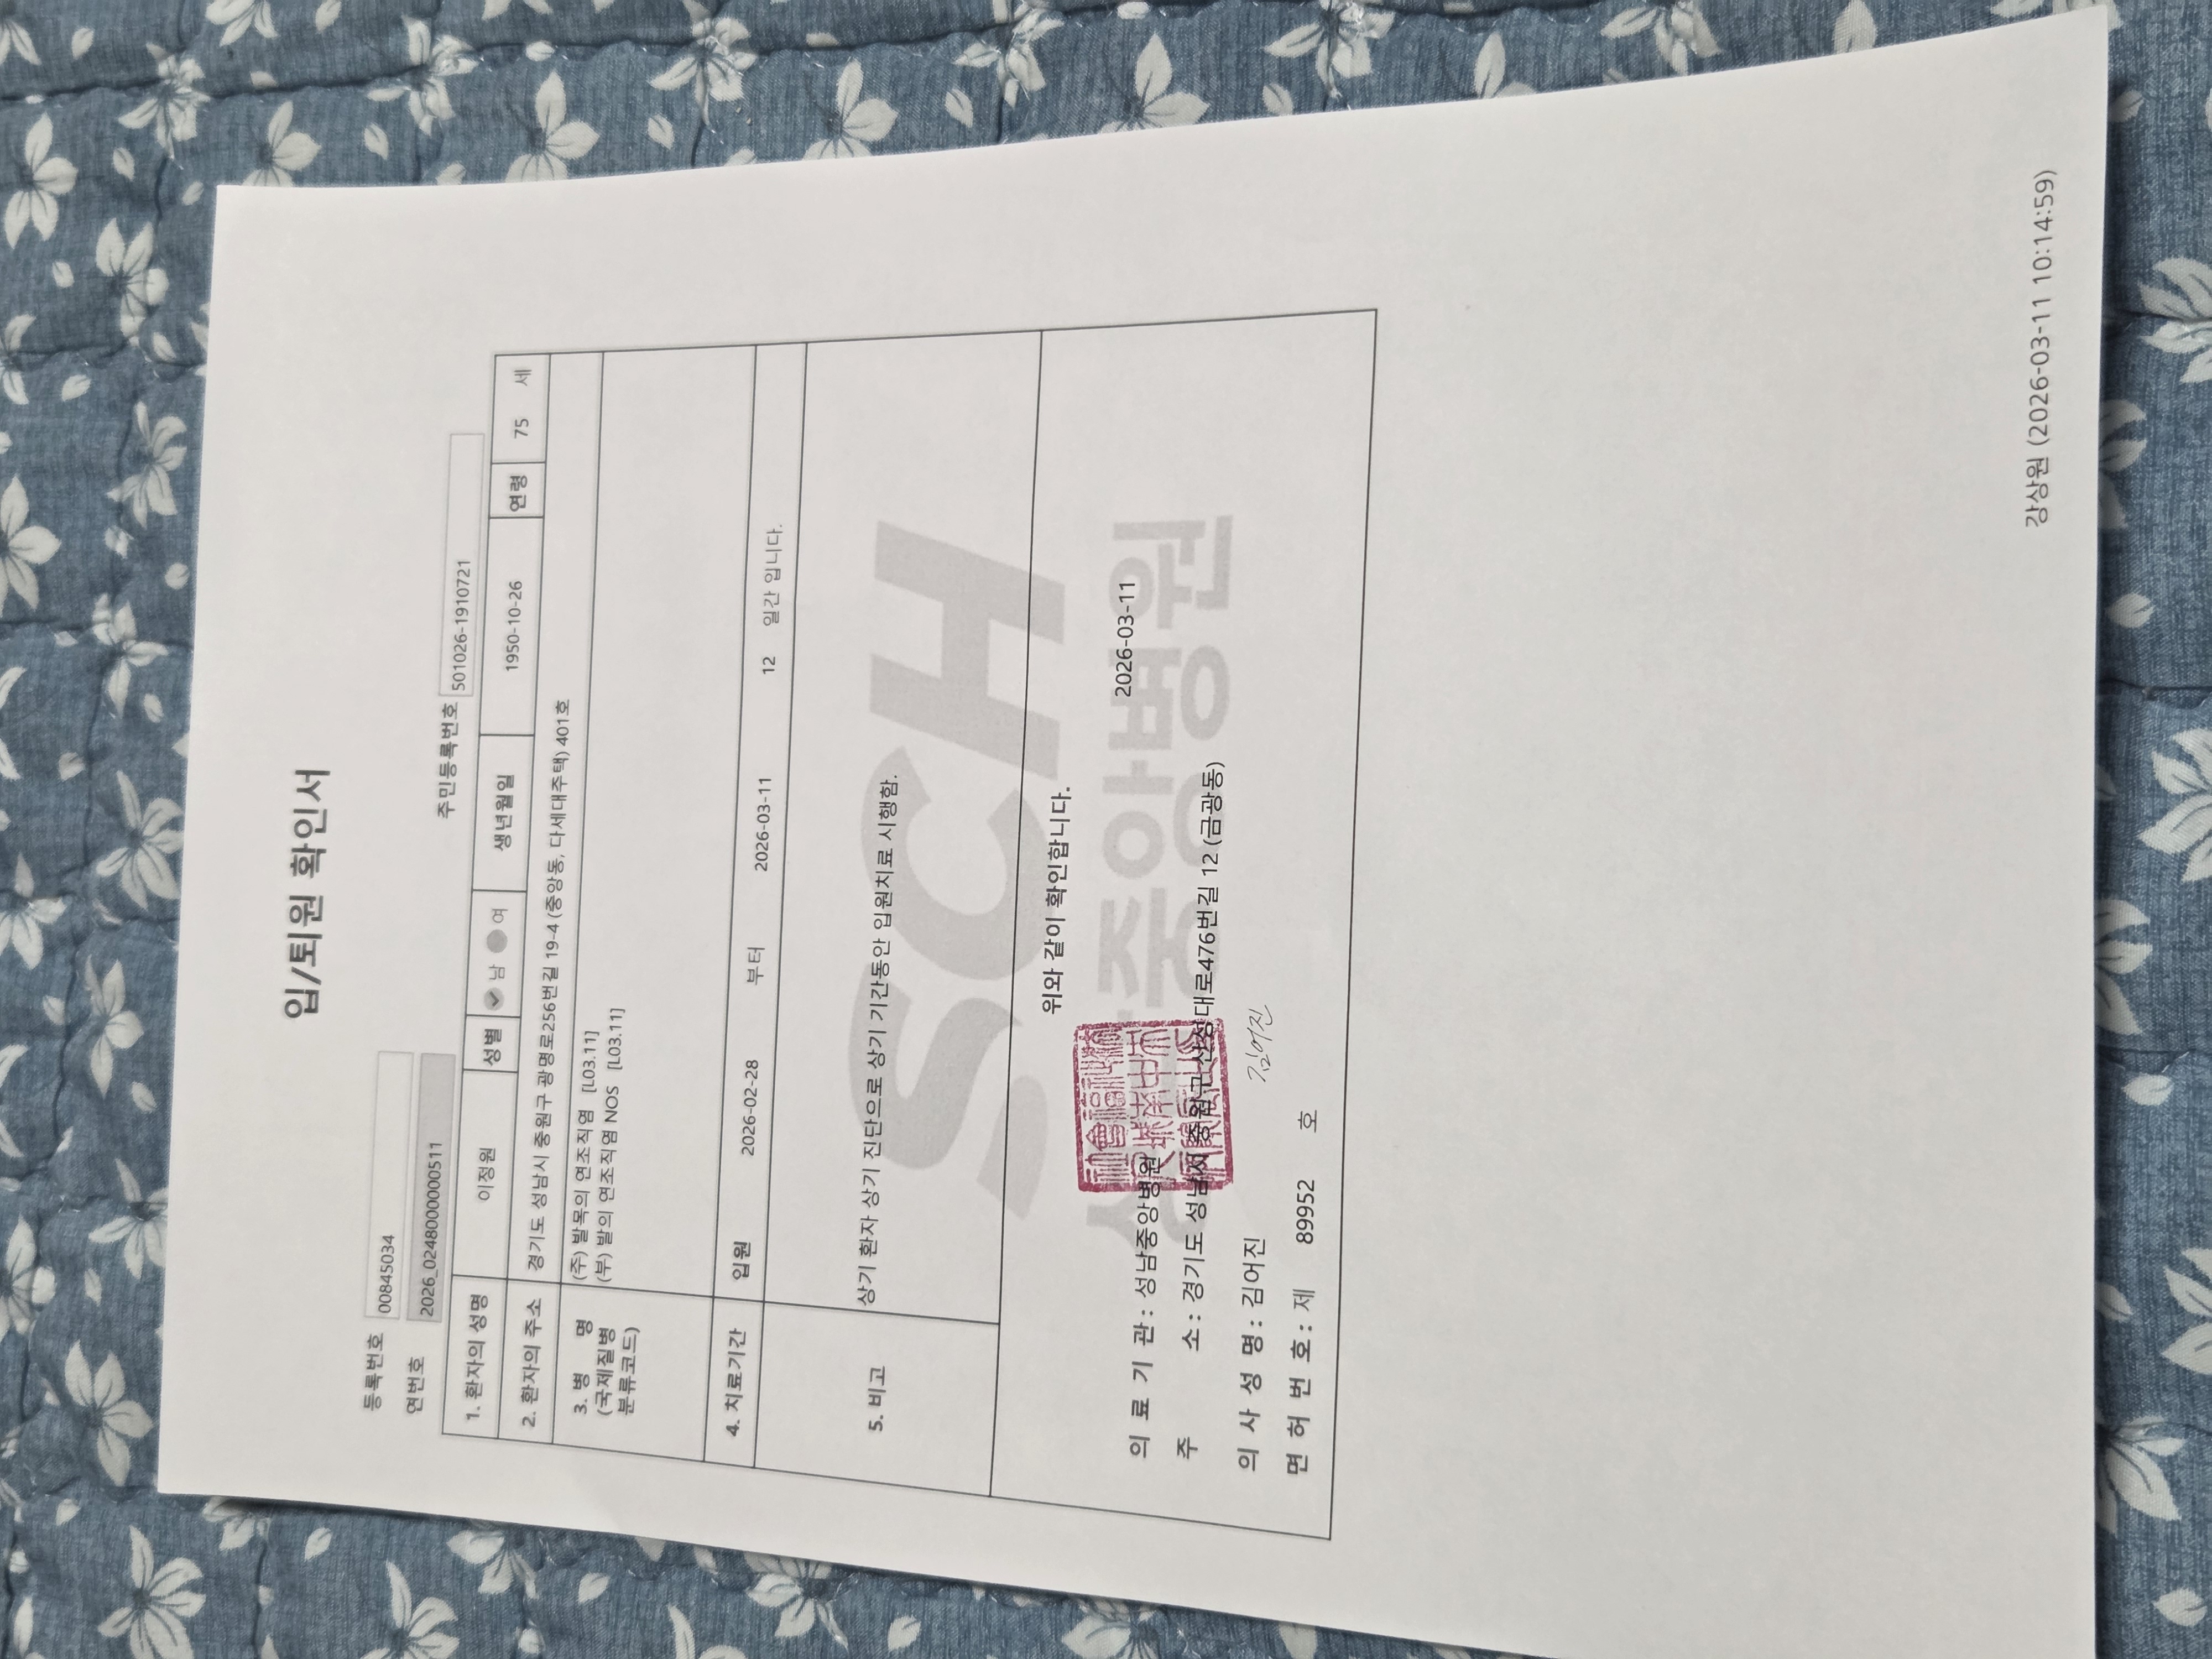 입/퇴원 확인서
등록번호 00845034
연번호 2026_0248000000511
주민등록번호 501026-1910721
1. 환자의 성명 이정원 성별 남 여 생년월일 1950-10-26 연령 75 세
2. 환자의 주소 경기도 성남시 중원구 광명로256번길 19-4 (중앙동, 다세대주택) 401호
3. 병 명 (주) 발목의 연조직염 [L03.11]
(국제질병 (부) 발의 연조직염 NOS [L03.11]
분류코드)
4. 치료기간 입원 2026-02-28 부터 2026-03-11 12 일간 입니다.
5. 비고 상기 환자 상기 진단으로 상기 기간동안 입원치료 시행함.
SCH
성남중앙병원
위와 같이 확인합니다.
2026-03-11
의 료 기 관 : 성남중앙병원
주 소 : 경기도 성남시 중원구 산성대로476번길 12 (금광동)
의 사 성 명 : 김어진 김어진
면 허 번 호 : 제 89952 호
강상원 (2026-03-11 10:14:59)